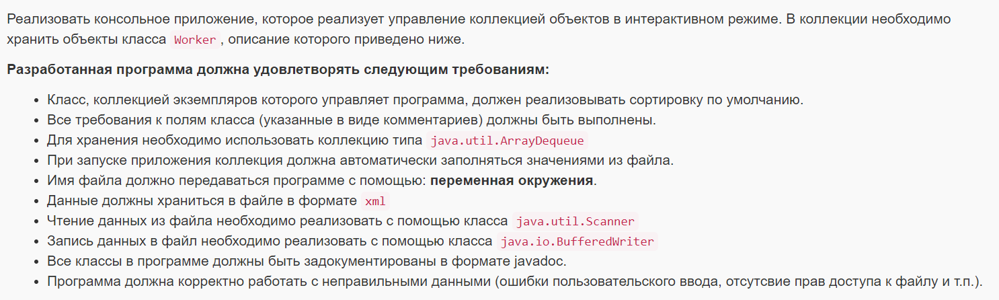 Реализовать консольное приложение, которое реализует управление коллекцией объектов в интерактивном режиме. В коллекции необходимо
хранить объекты класса Worker, описание которого приведено ниже.
Разработанная программа должна удовлетворять следующим требованиям:
• Класс, коллекцией экземпляров которого управляет программа, должен реализовывать сортировку по умолчанию.
• Все требования к полям класса (указанные в виде комментариев) должны быть выполнены.
• Для хранения необходимо использовать коллекцию типа java.util.ArrayDequeue
• При запуске приложения коллекция должна автоматически заполняться значениями из файла.
• Имя файла должно передаваться программе с помощью: переменная окружения.
• Данные должны храниться в файле в формате xml
• Чтение данных из файла необходимо реализовать с помощью класса java.util.Scanner
• Запись данных в файл необходимо реализовать с помощью класса java.io.BufferedWriter
• Все классы в программе должны быть задокументированы в формате javadoc.
• Программа должна корректно работать с неправильными данными (ошибки пользовательского ввода, отсутсвие прав доступа к файлу и т.п.).